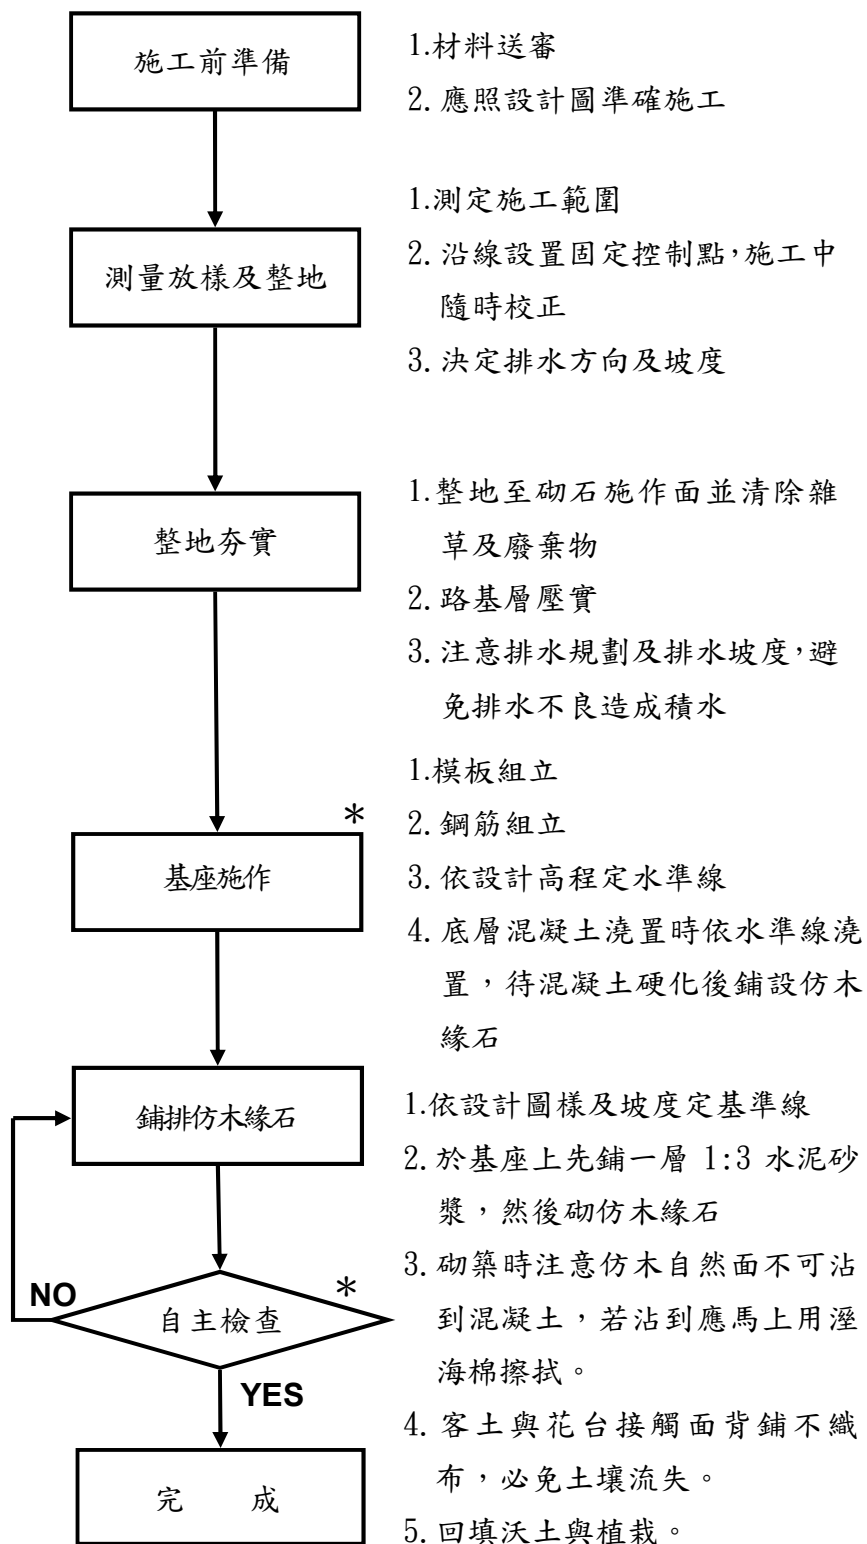 施工前準備
1.材料送審
2.應照設計圖準確施工
測量放樣及整地
1.測定施工範圍
2.沿線設置固定控制點，施工中
隨時校正
3.決定排水方向及坡度
整地夯實
1.整地至砌石施作面並清除雜
草及廢棄物
2.路基層壓實
3.注意排水規劃及排水坡度，避
免排水不良造成積水
*
基座施作
1.模板組立
2.鋼筋組立
3.依設計高程定水準線
4.底層混凝土澆置時依水準線澆
置，待混凝土硬化後鋪設仿木
緣石
鋪排仿木緣石
1.依設計圖樣及坡度定基準線
2.於基座上先鋪一層 1:3 水泥砂
漿，然後砌仿木緣石
3.砌築時注意仿木自然面不可沾
到混凝土，若沾到應馬上用溼
海棉擦拭。
4.客土與花台接觸面背鋪不織
布，必免土壤流失。
5.回填沃土與植栽。
NO
*
自主檢查
YES
完 成